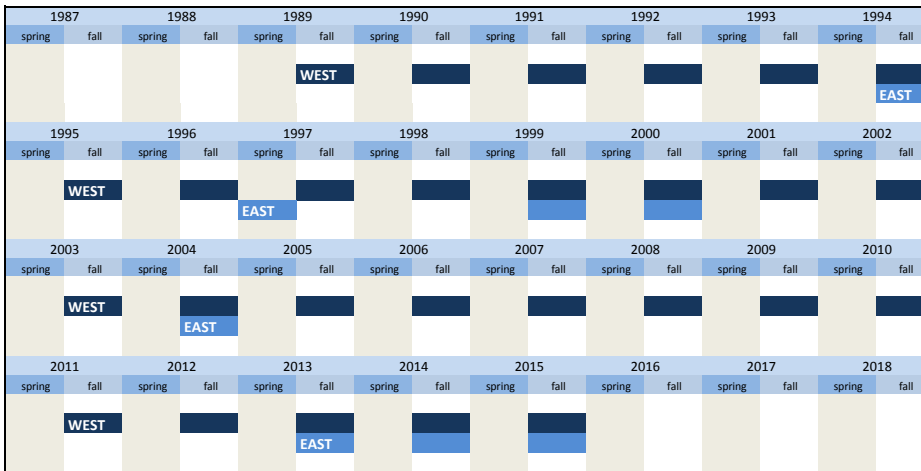 1987 1988 1989 1990 1991 1992 1993 1994
spring fall spring fall spring fall spring fall spring fall spring fall spring fall spring fall
WEST
EAST
1995 1996 1997 1998 1999 2000 2001 2002
spring fall spring fall spring fall spring fall spring fall spring fall spring fall spring fall
WEST
EAST
2003 2004 2005 2006 2007 2008 2009 2010
spring fall spring fall spring fall spring fall spring fall spring fall spring fall spring fall
WEST
EAST
2011 2012 2013 2014 2015 2016 2017 2018
spring fall spring fall spring fall spring fall spring fall spring fall spring fall spring fall
WEST
EAST